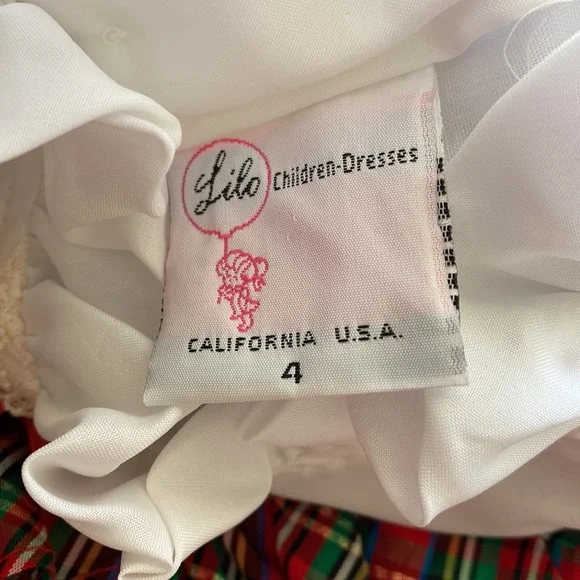 Lilo
Children-Dresses
CALIFORNIA U.S.A.
4